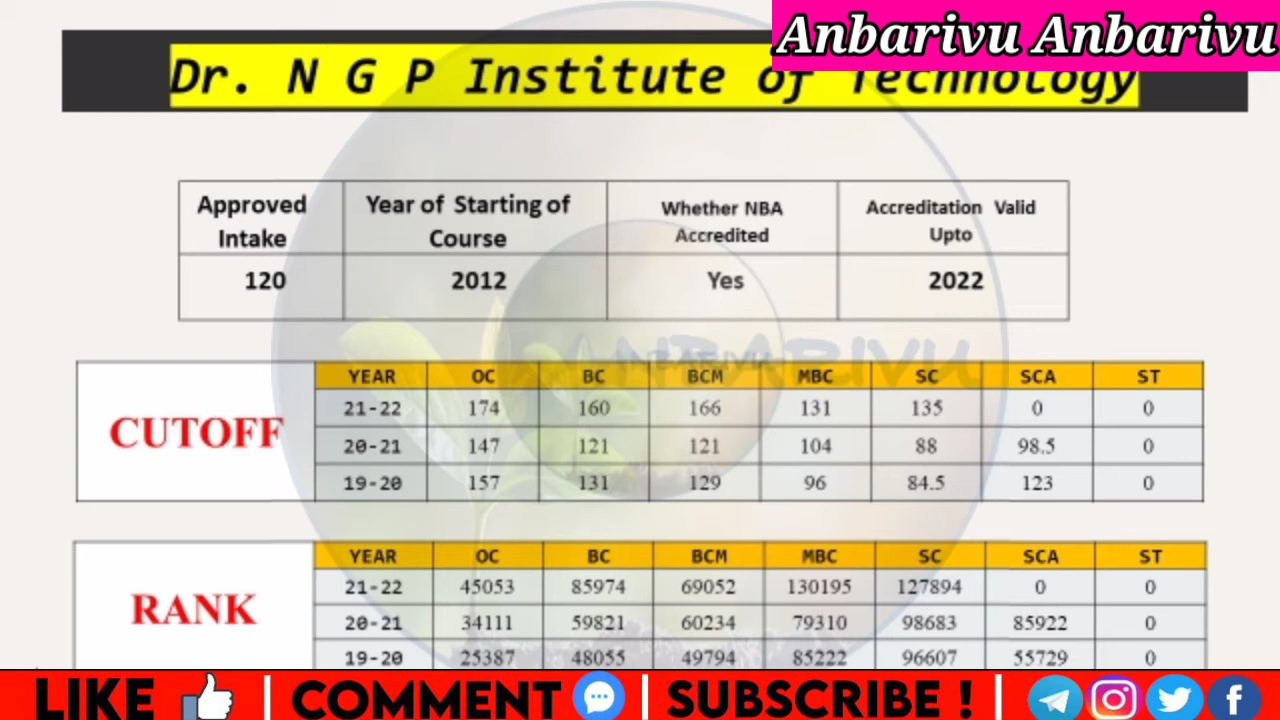 Anbarivu Anbarivu
Dr. N G P Institute of Technology
Approved Intake | Year of Starting of Course | Whether NBA Accredited | Accreditation Valid Upto
120 | 2012 | Yes | 2022
ANBARIVU
ANBARIVU
CUTOFF
YEAR OC BC BCM MBC SC SCA ST
21-22 174 160 166 131 135 0 0
20-21 147 121 121 104 88 98.5 0
19-20 157 131 129 96 84.5 123 0
RANK
YEAR OC BC BCM MBC SC SCA ST
21-22 45053 85974 69052 130195 127894 0 0
20-21 34111 59821 60234 79310 98683 85922 0
19-20 25387 48055 49794 85222 96607 55729 0
LIKE | COMMENT | SUBSCRIBE ! |